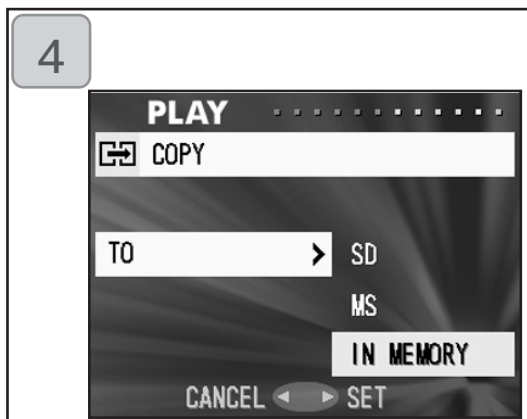 4
PLAY
COPY
TO > SD
MS
IN MEMORY
CANCEL ◄ ► SET